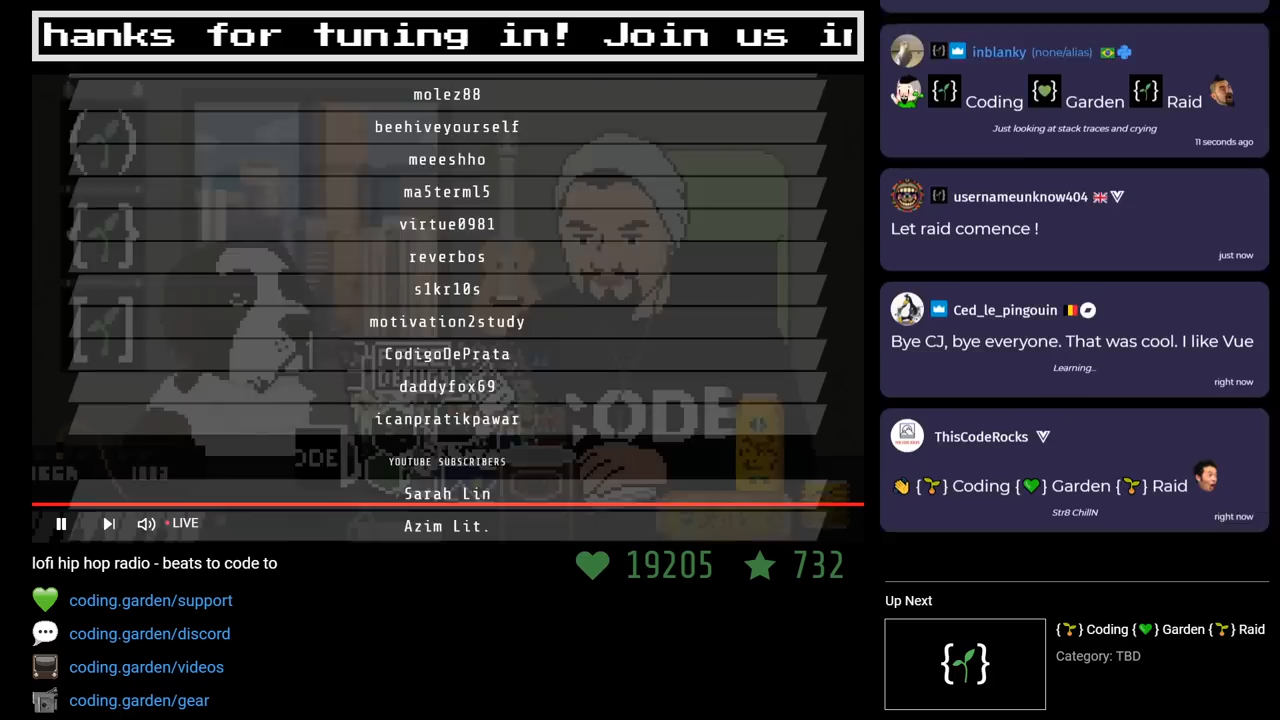 hanks for tuning in! Join us in
molez88
beehiveyourself
meeeshho
ma5terml5
virtue0981
reverbos
s1kr10s
motivation2study
CodigoDePrata
daddyfox69
icanpratikpawar
CODE
YOUTUBE SUBSCRIBERS
Sarah Lin
Azim Lit.
LIVE
lofi hip hop radio - beats to code to
19205 732
coding.garden/support
coding.garden/discord
coding.garden/videos
coding.garden/gear
inblanky (none/alias)
Coding Garden Raid
Just looking at stack traces and crying
11 seconds ago
usernameunknow404
Let raid comence !
just now
Ced_le_pingouin
Bye CJ, bye everyone. That was cool. I like Vue
Learning...
right now
ThisCodeRocks
👋 {🌱} Coding {💚} Garden {🌱} Raid
Str8 ChillN
right now
Up Next
{🌱} Coding {💚} Garden {🌱} Raid
Category: TBD